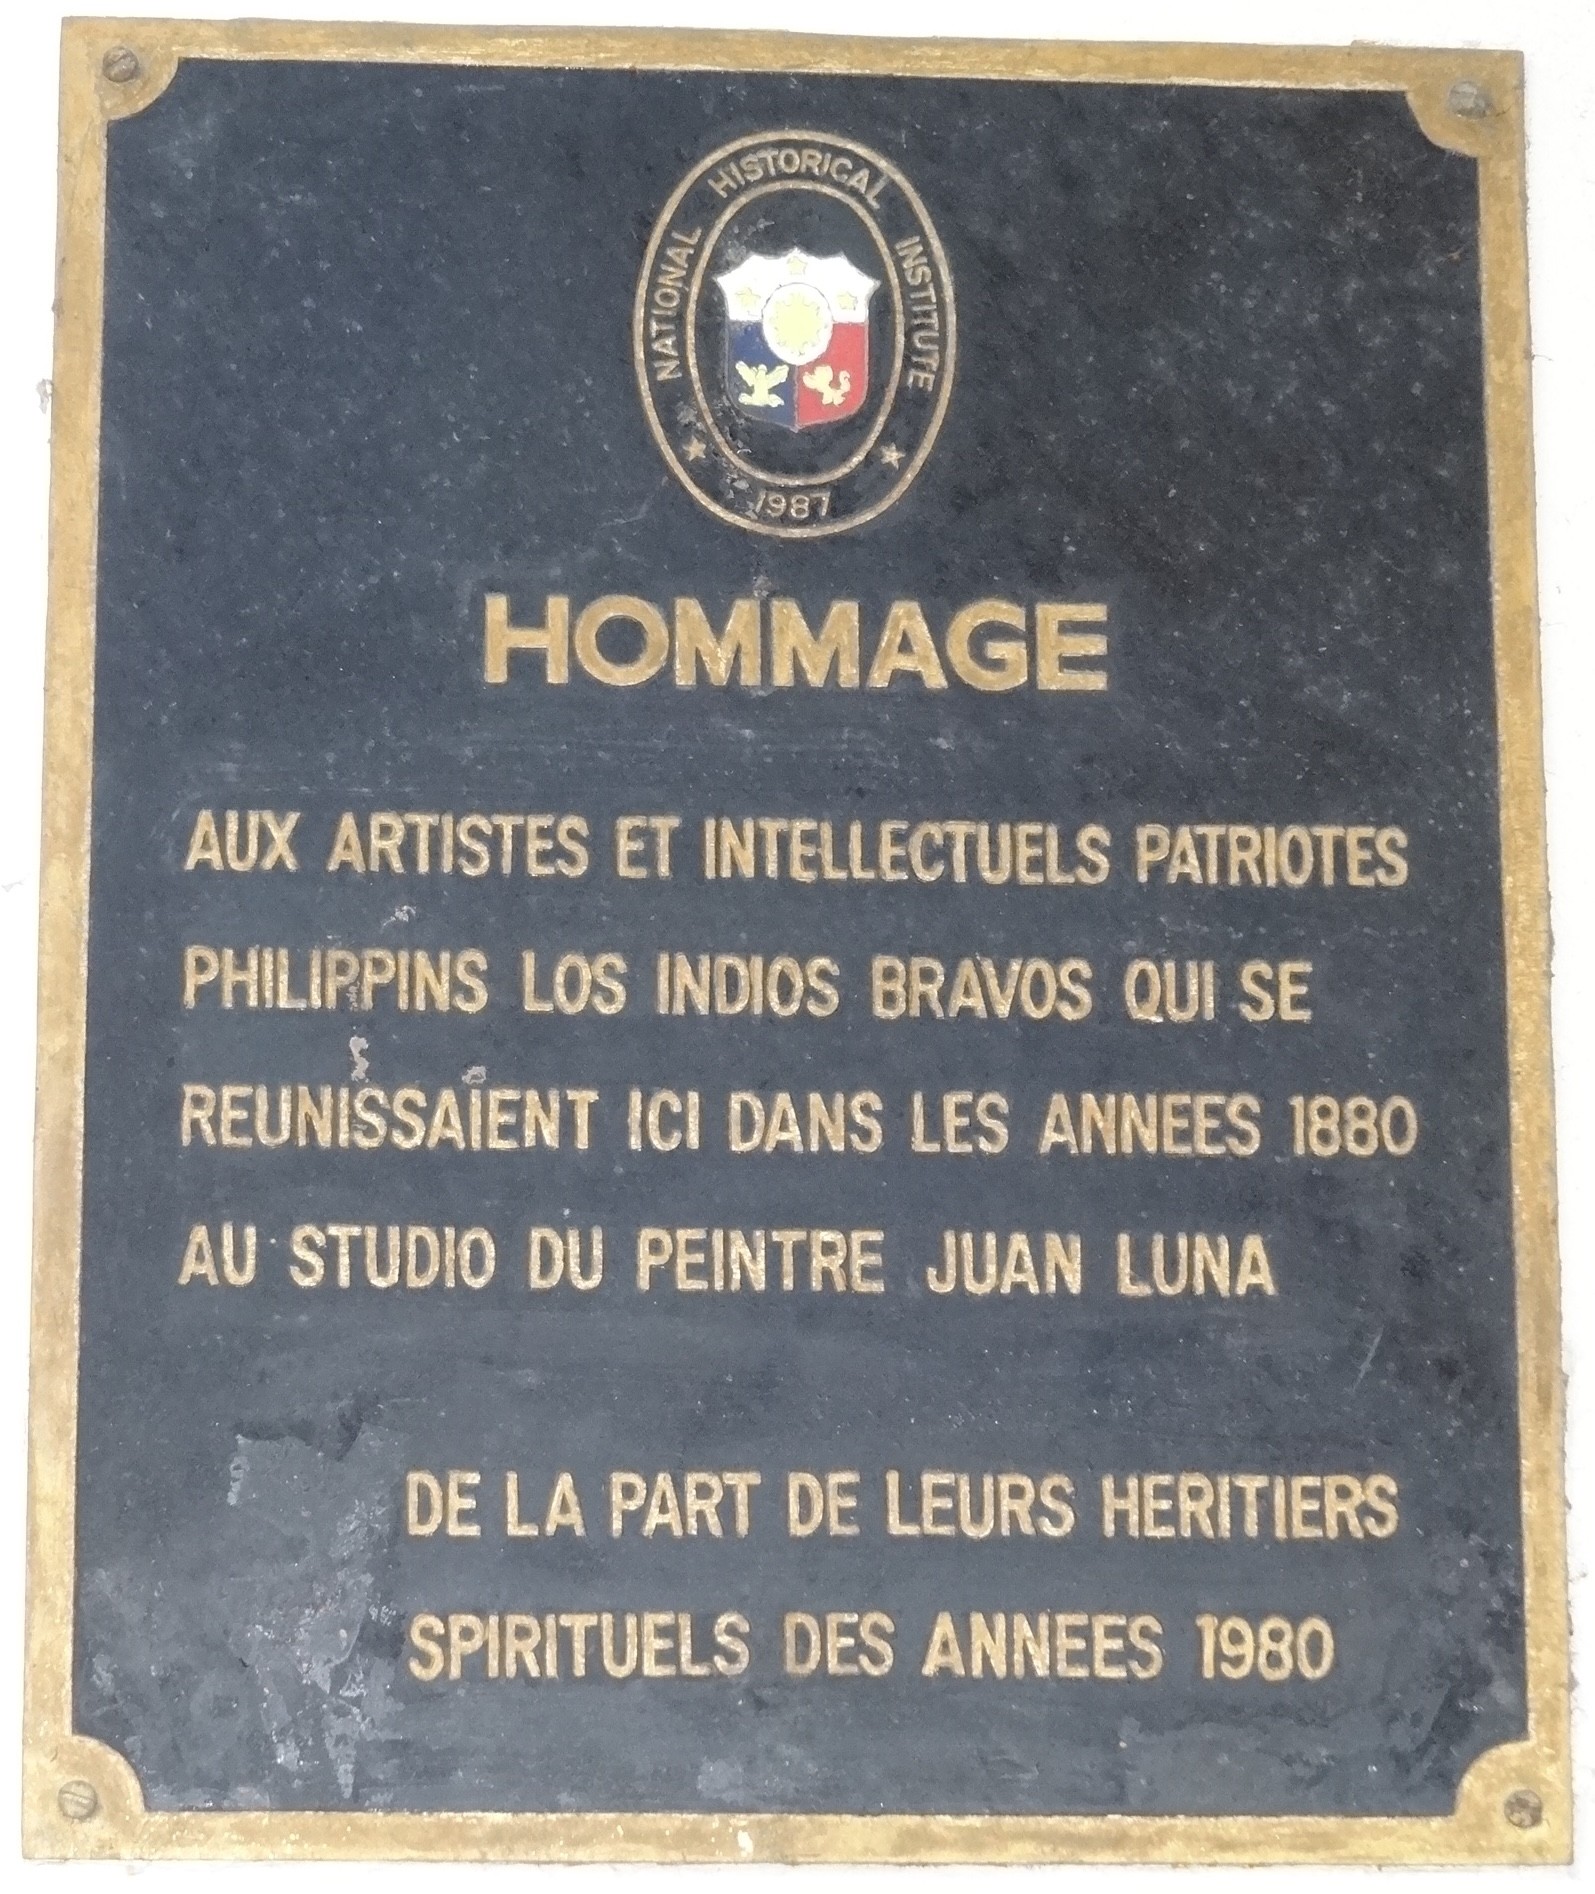 NATIONAL HISTORICAL INSTITUTE
1987
HOMMAGE
AUX ARTISTES ET INTELLECTUELS PATRIOTES
PHILIPPINS LOS INDIOS BRAVOS QUI SE
REUNISSAIENT ICI DANS LES ANNEES 1880
AU STUDIO DU PEINTRE JUAN LUNA
DE LA PART DE LEURS HERITIERS
SPIRITUELS DES ANNEES 1980